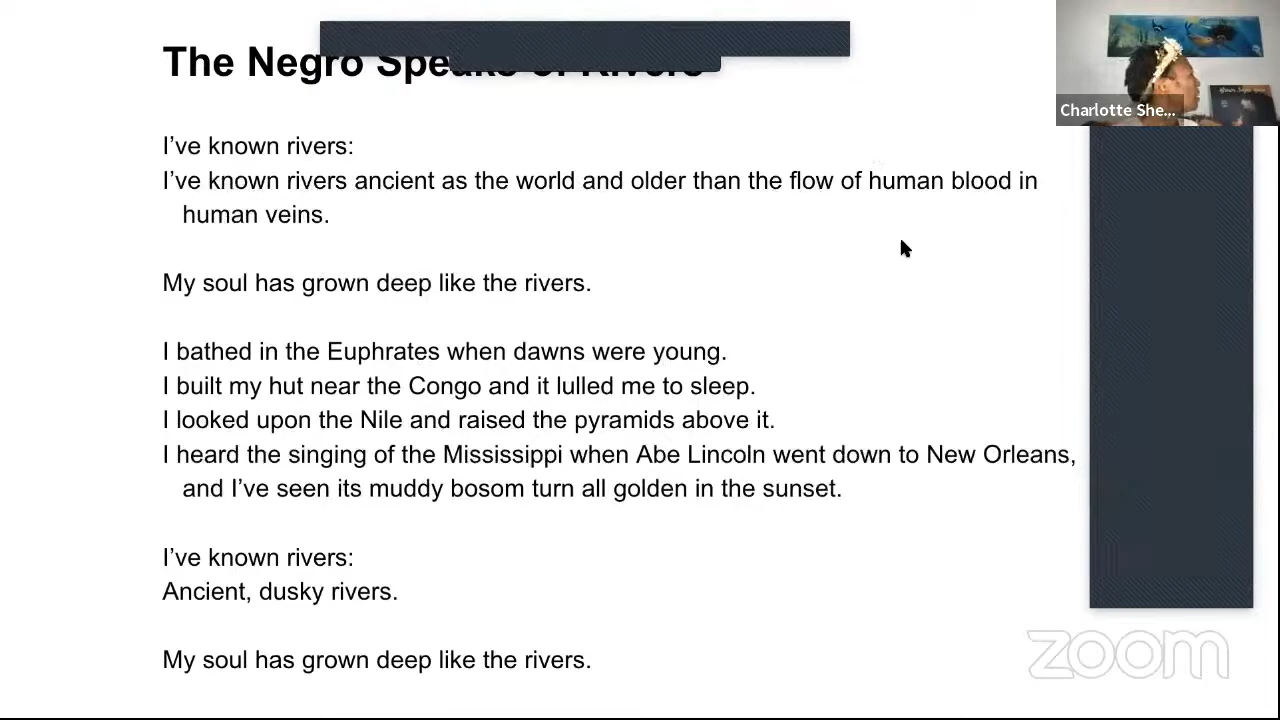 The Negro Speaks of Rivers
I’ve known rivers:
I’ve known rivers ancient as the world and older than the flow of human blood in
human veins.
My soul has grown deep like the rivers.
I bathed in the Euphrates when dawns were young.
I built my hut near the Congo and it lulled me to sleep.
I looked upon the Nile and raised the pyramids above it.
I heard the singing of the Mississippi when Abe Lincoln went down to New Orleans,
and I’ve seen its muddy bosom turn all golden in the sunset.
I’ve known rivers:
Ancient, dusky rivers.
My soul has grown deep like the rivers.
Charlotte She...
zoom